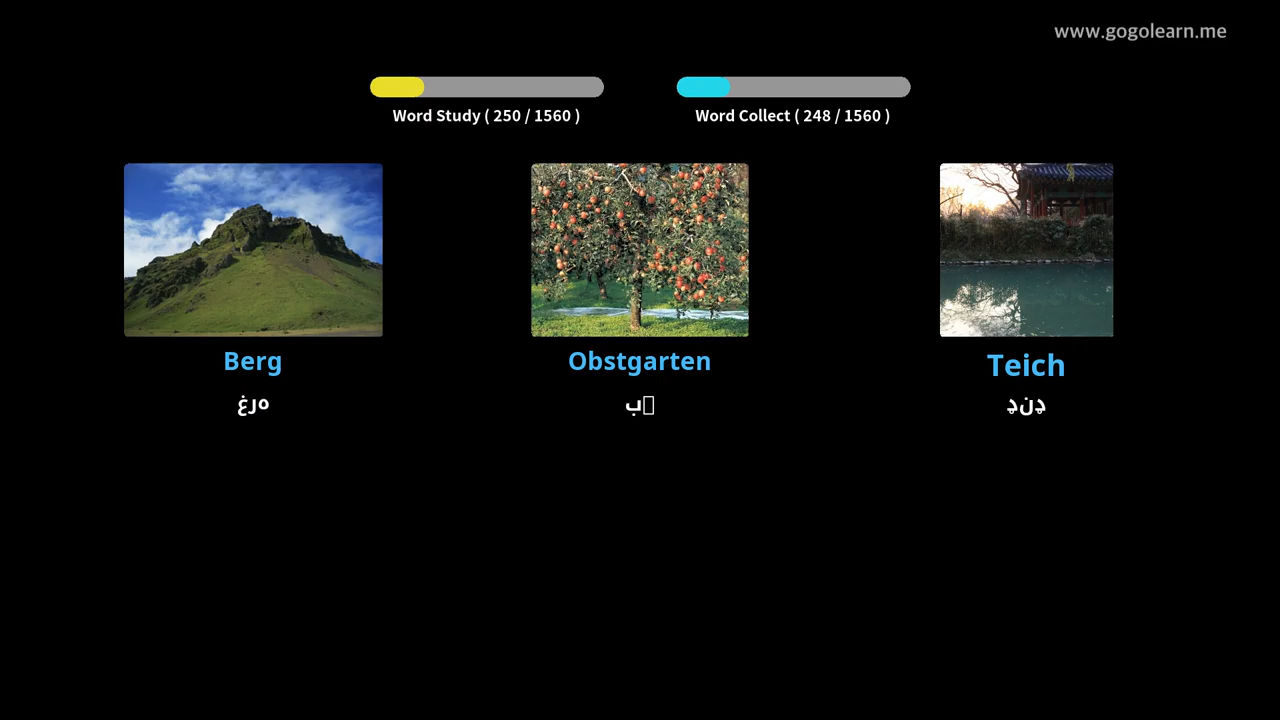 www.gogolearn.me
Word Study ( 250 / 1560 )
Word Collect ( 248 / 1560 )
Berg
Obstgarten
Teich
هرغ
ډنډ